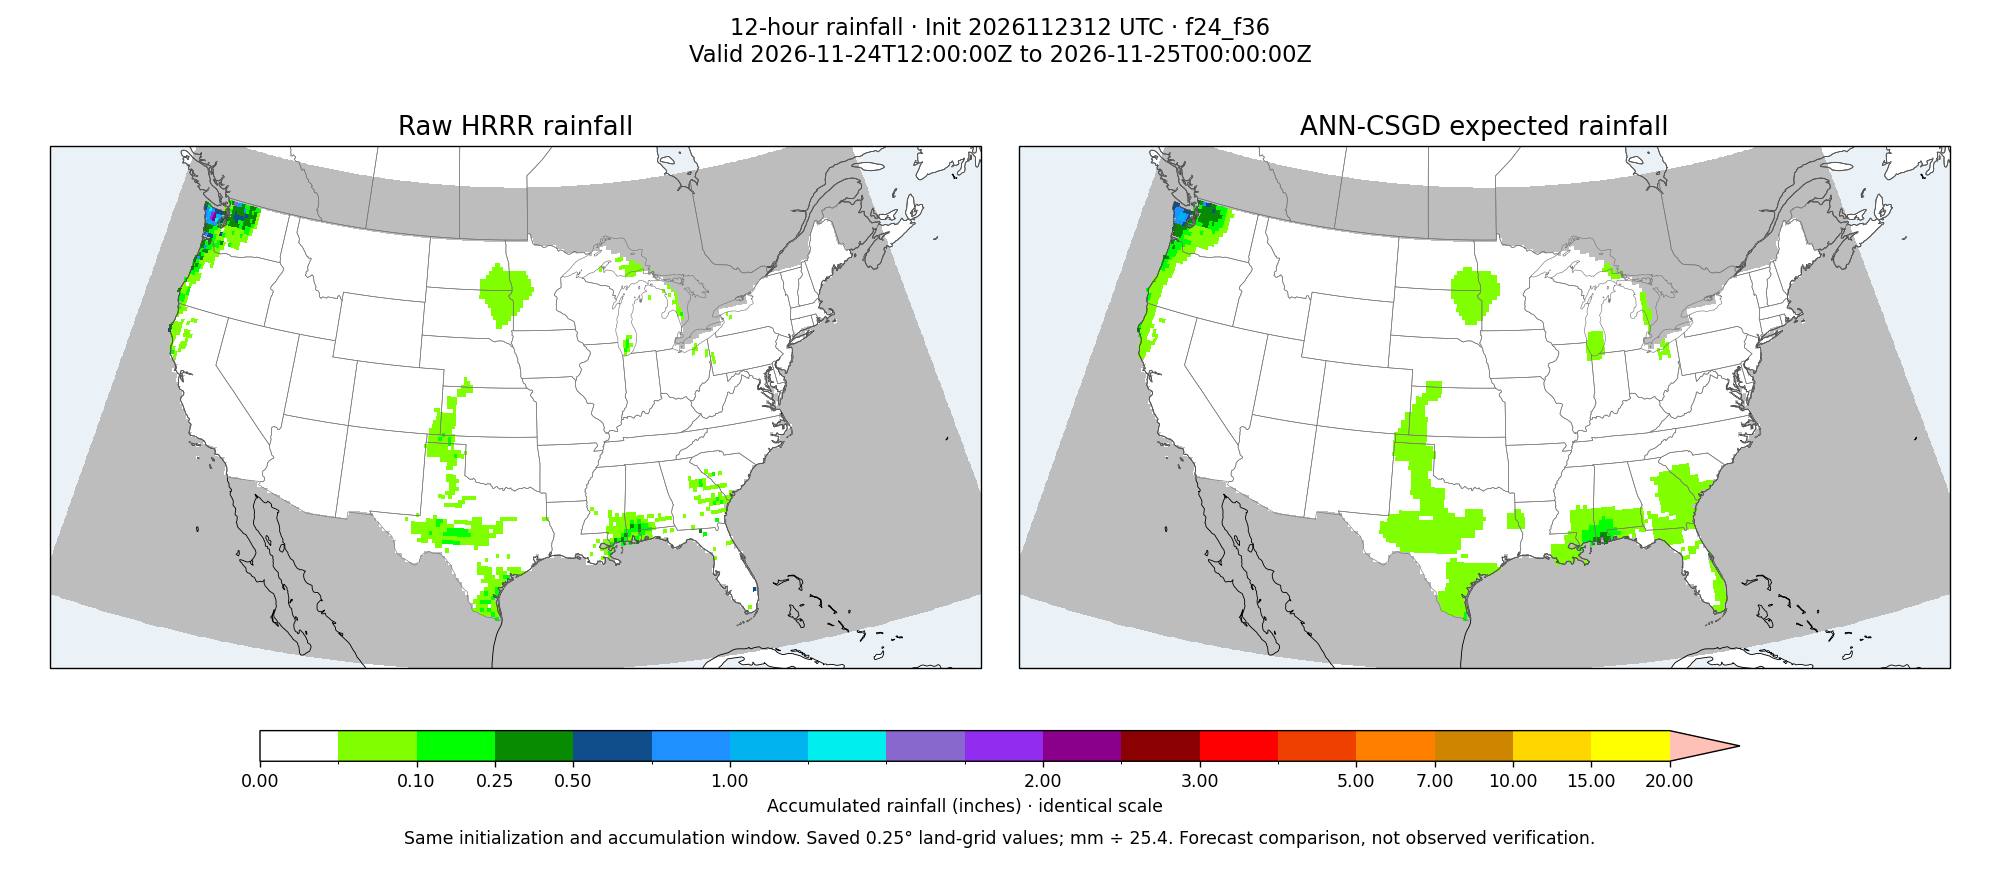 12-hour rainfall · Init 2026112312 UTC · f24_f36
Valid 2026-11-24T12:00:00Z to 2026-11-25T00:00:00Z
Raw HRRR rainfall
ANN-CSGD expected rainfall
0.00 0.10 0.25 0.50 1.00 2.00 3.00 5.00 7.00 10.00 15.00 20.00
Accumulated rainfall (inches) · identical scale
Same initialization and accumulation window. Saved 0.25° land-grid values; mm ÷ 25.4. Forecast comparison, not observed verification.